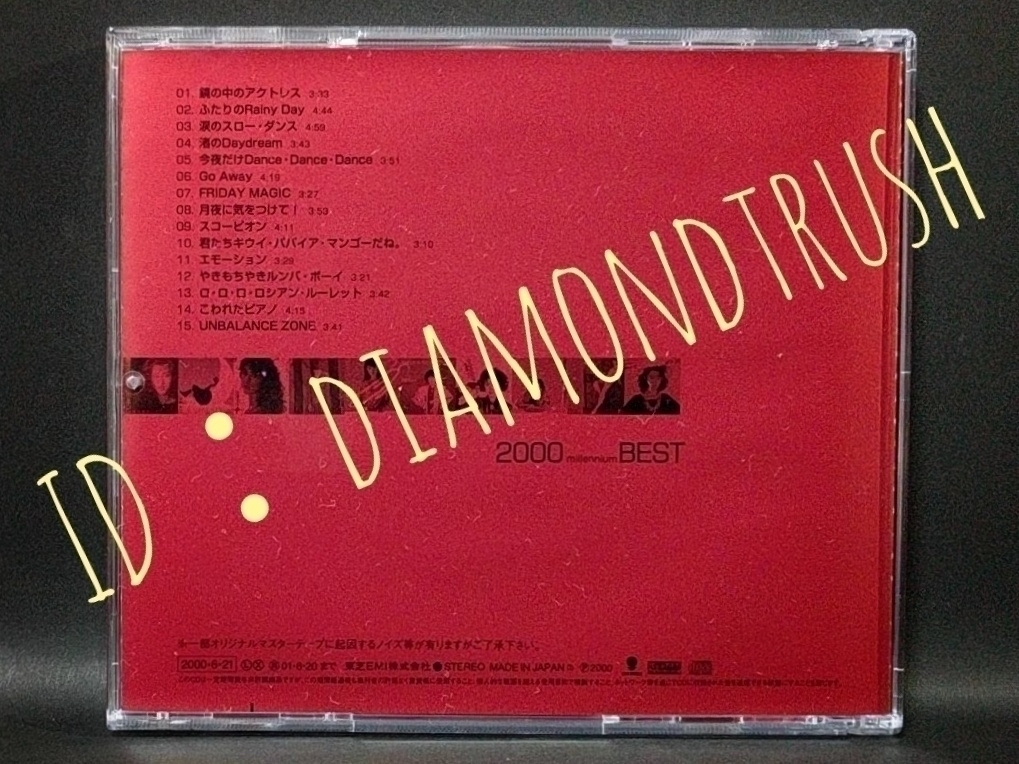 01. 鏡の中のアクトレス 3:33
02. ふたりのRainy Day 4:44
03. 涙のスロー・ダンス 4:59
04. 渚のDaydream 3:43
05. 今夜だけDance・Dance・Dance 3:51
06. Go Away 4:19
07. FRIDAY MAGIC 3:27
08. 月夜に気をつけて! 3:53
09. スコーピオン 4:11
10. 君たちキウイ・パパイア・マンゴーだね。 3:10
11. エモーション 3:29
12. やきもちやきルンバ・ボーイ 3:21
13. ロ・ロ・ロ・ロシアン・ルーレット 3:42
14. こわれたピアノ 4:15
15. UNBALANCE ZONE 3:41
ID : DIAMONDTRUSH
2000 millennium BEST
※一部オリジナルマスターテープに起因するノイズ等が有りますがご了承下さい。
2000・6・21 01・6・20 まで 東芝EMI株式会社●STEREO MADE IN JAPAN ℗2000